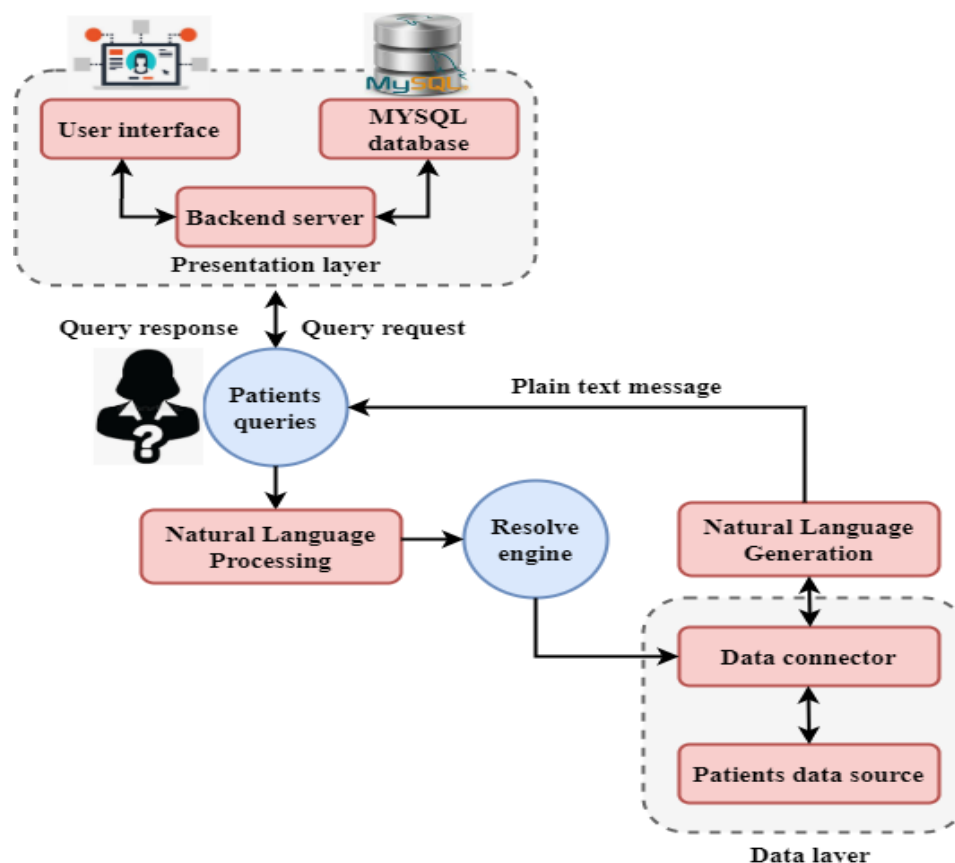 MySQL
User interface
MYSQL
database
Backend server
Presentation layer
Query response
Query request
Patients
queries
Plain text message
Natural Language
Processing
Resolve
engine
Natural Language
Generation
Data connector
Patients data source
Data layer
?